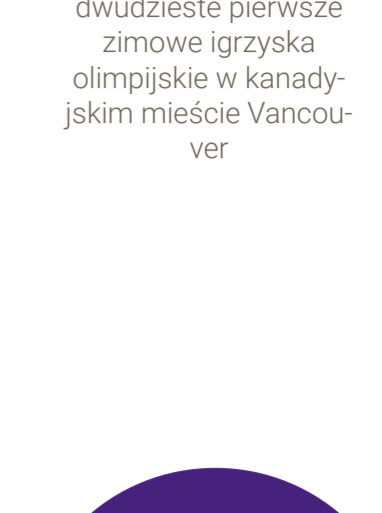 dwudzieste pierwsze
zimowe igrzyska
olimpijskie w kanady-
jskim mieście Vancou-
ver